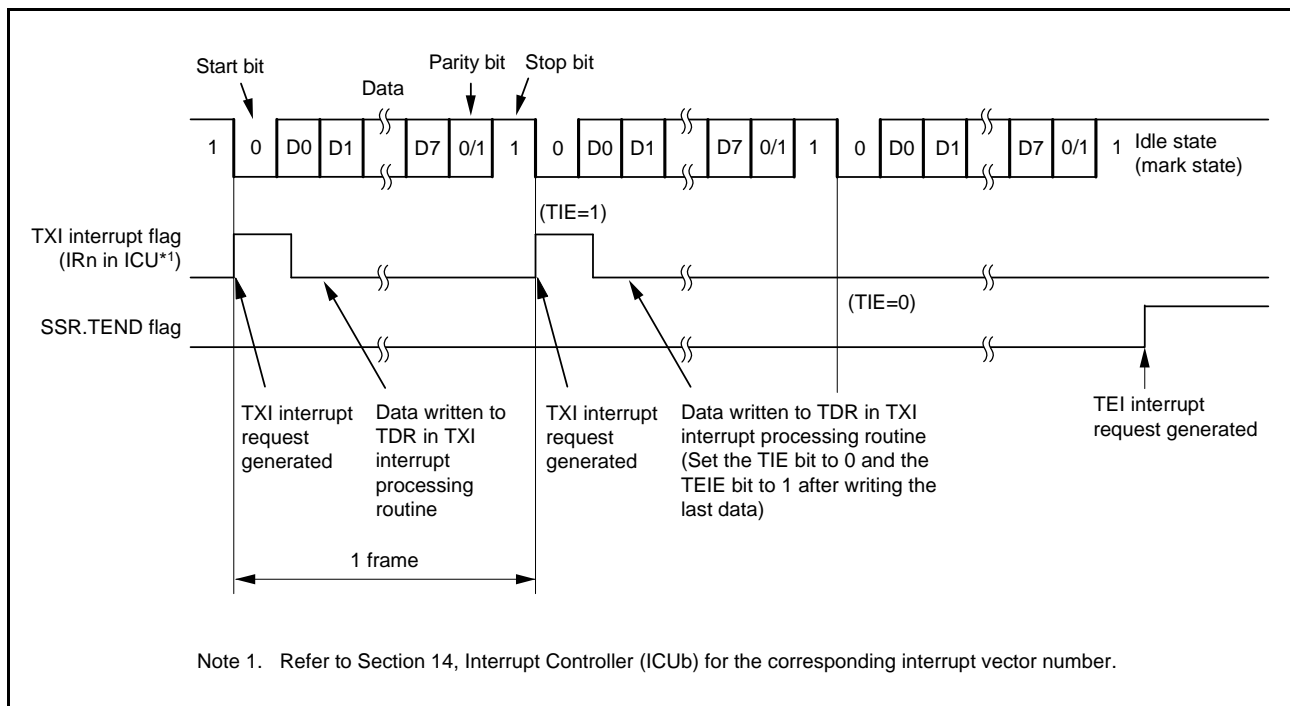 Start bit
Data
Parity bit
Stop bit
1 0 D0 D1 D7 0/1 1 0 D0 D1 D7 0/1 1 0 D0 D1 D7 0/1 1
Idle state
(mark state)
(TIE=1)
TXI interrupt flag
(IRn in ICU*1)
(TIE=0)
SSR.TEND flag
TXI interrupt
request
generated
Data written to
TDR in TXI
interrupt
processing
routine
TXI interrupt
request
generated
Data written to TDR in TXI
interrupt processing routine
(Set the TIE bit to 0 and the
TEIE bit to 1 after writing the
last data)
TEI interrupt
request generated
1 frame
Note 1. Refer to Section 14, Interrupt Controller (ICUb) for the corresponding interrupt vector number.